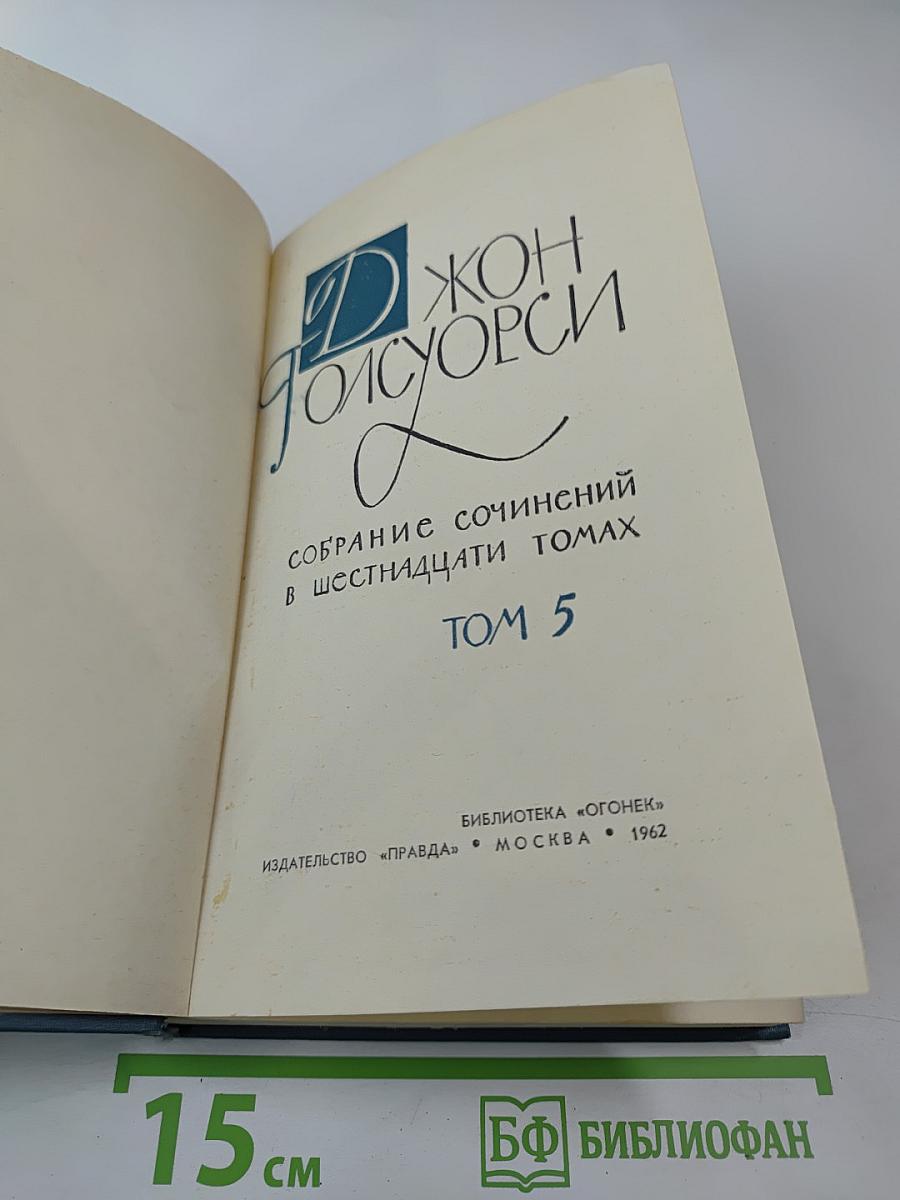 ДЖОН
ГОЛСУОРСИ
СОБРАНИЕ СОЧИНЕНИЙ
В ШЕСТНАДЦАТИ ТОМАХ
ТОМ 5
БИБЛИОТЕКА «ОГОНЕК»
ИЗДАТЕЛЬСТВО «ПРАВДА» • МОСКВА • 1962
15 см
БФ БИБЛИОФАН